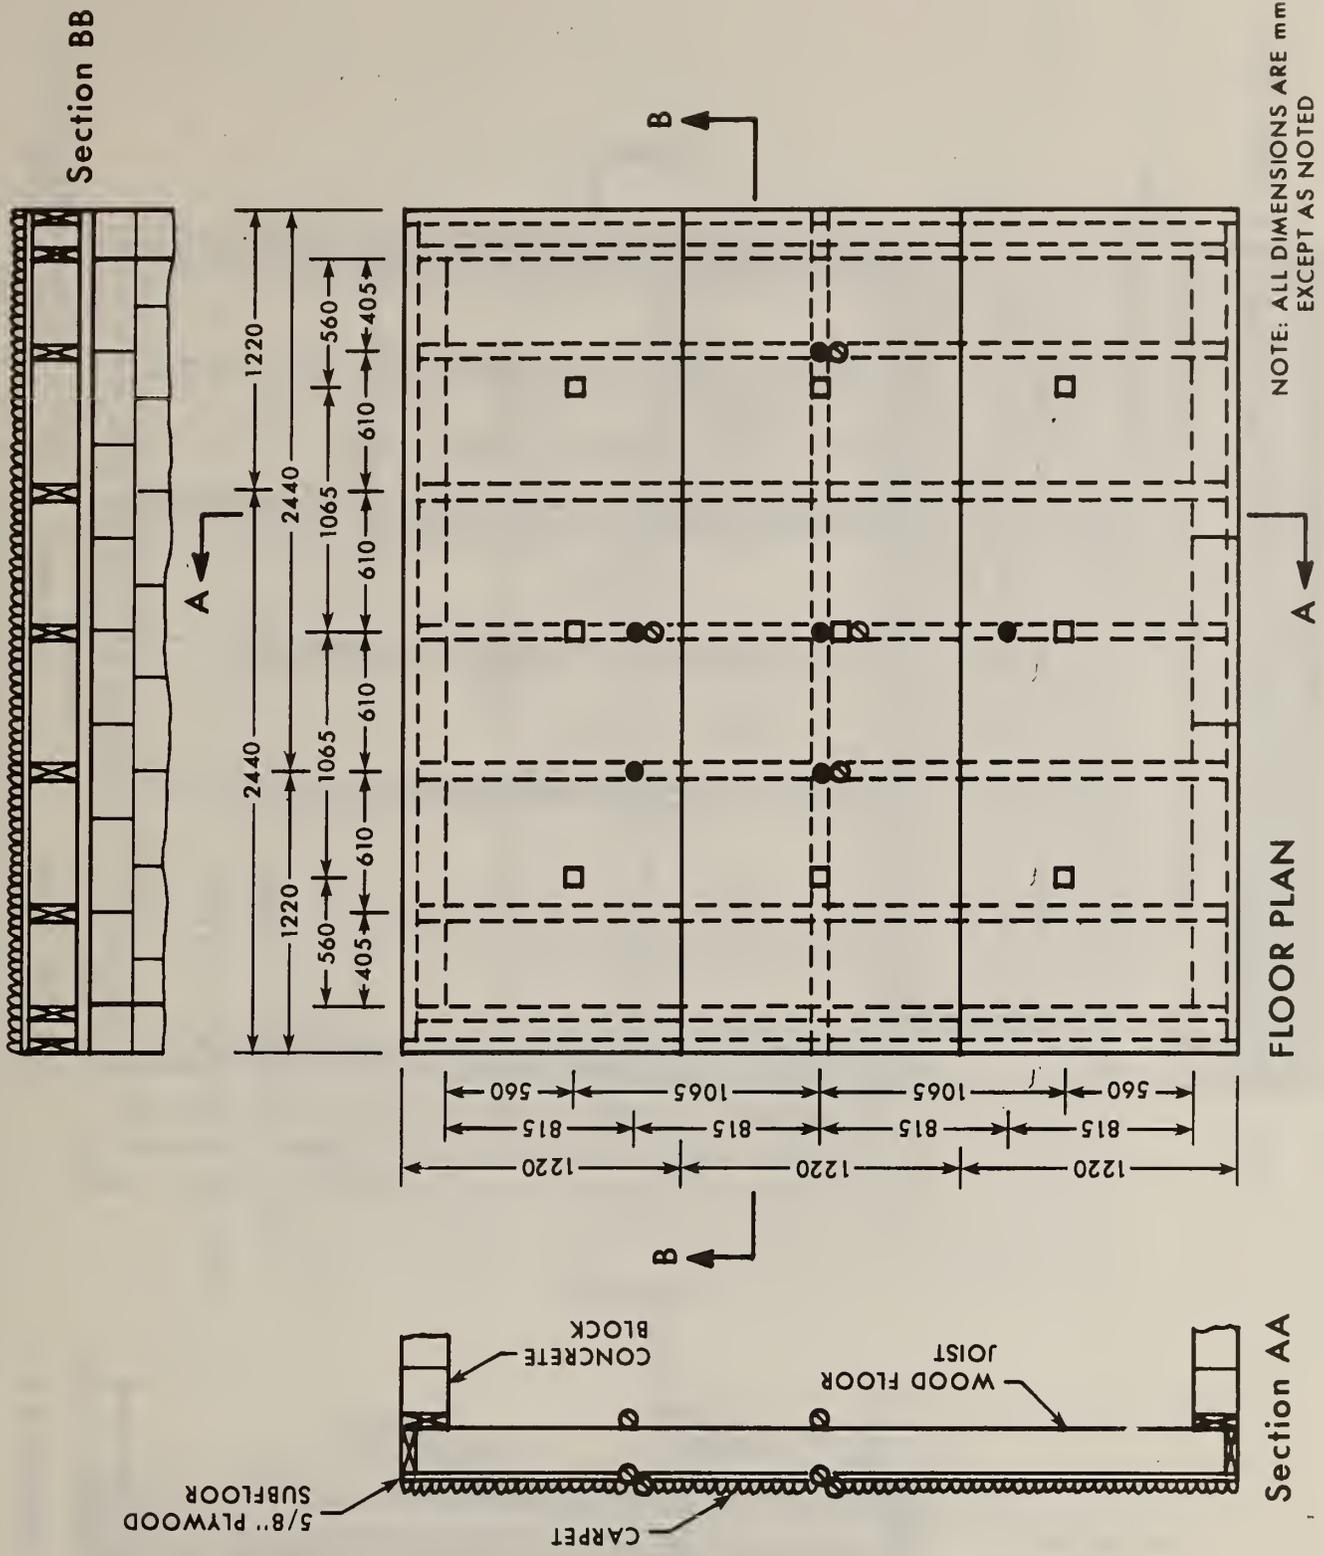 Section BB
B
1220
2440
2440
1220
560
1065
1065
560
405
610
610
610
610
405
A
560
1065
1065
560
815
815
815
815
1220
1220
1220
B
A
FLOOR PLAN
NOTE: ALL DIMENSIONS ARE mm
EXCEPT AS NOTED
5/8" PLYWOOD
SUBFLOOR
CARPET
CONCRETE
BLOCK
WOOD FLOOR
JOIST
Section AA